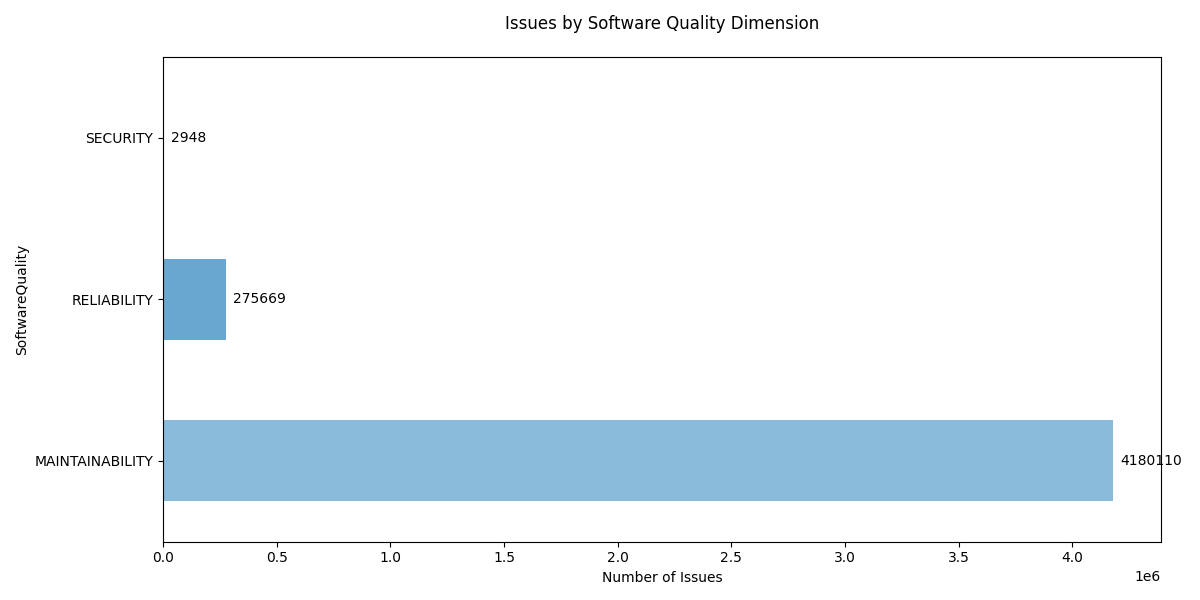 Issues by Software Quality Dimension
SoftwareQuality
SECURITY 2948
RELIABILITY 275669
MAINTAINABILITY 4180110
0.0 0.5 1.0 1.5 2.0 2.5 3.0 3.5 4.0
1e6
Number of Issues